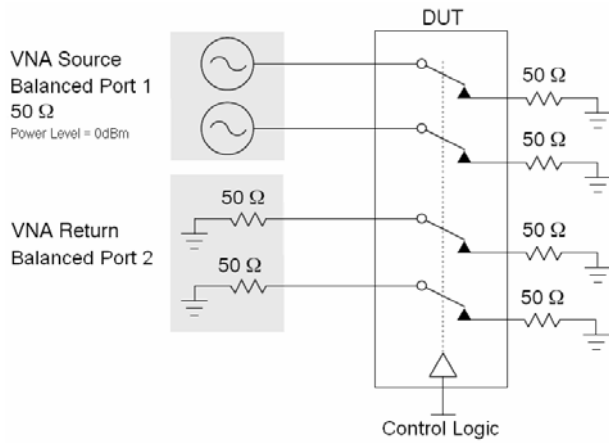 DUT
VNA Source
Balanced Port 1
50 Ω
Power Level = 0dBm
50 Ω
50 Ω
VNA Return
Balanced Port 2
50 Ω
50 Ω
50 Ω
50 Ω
Control Logic